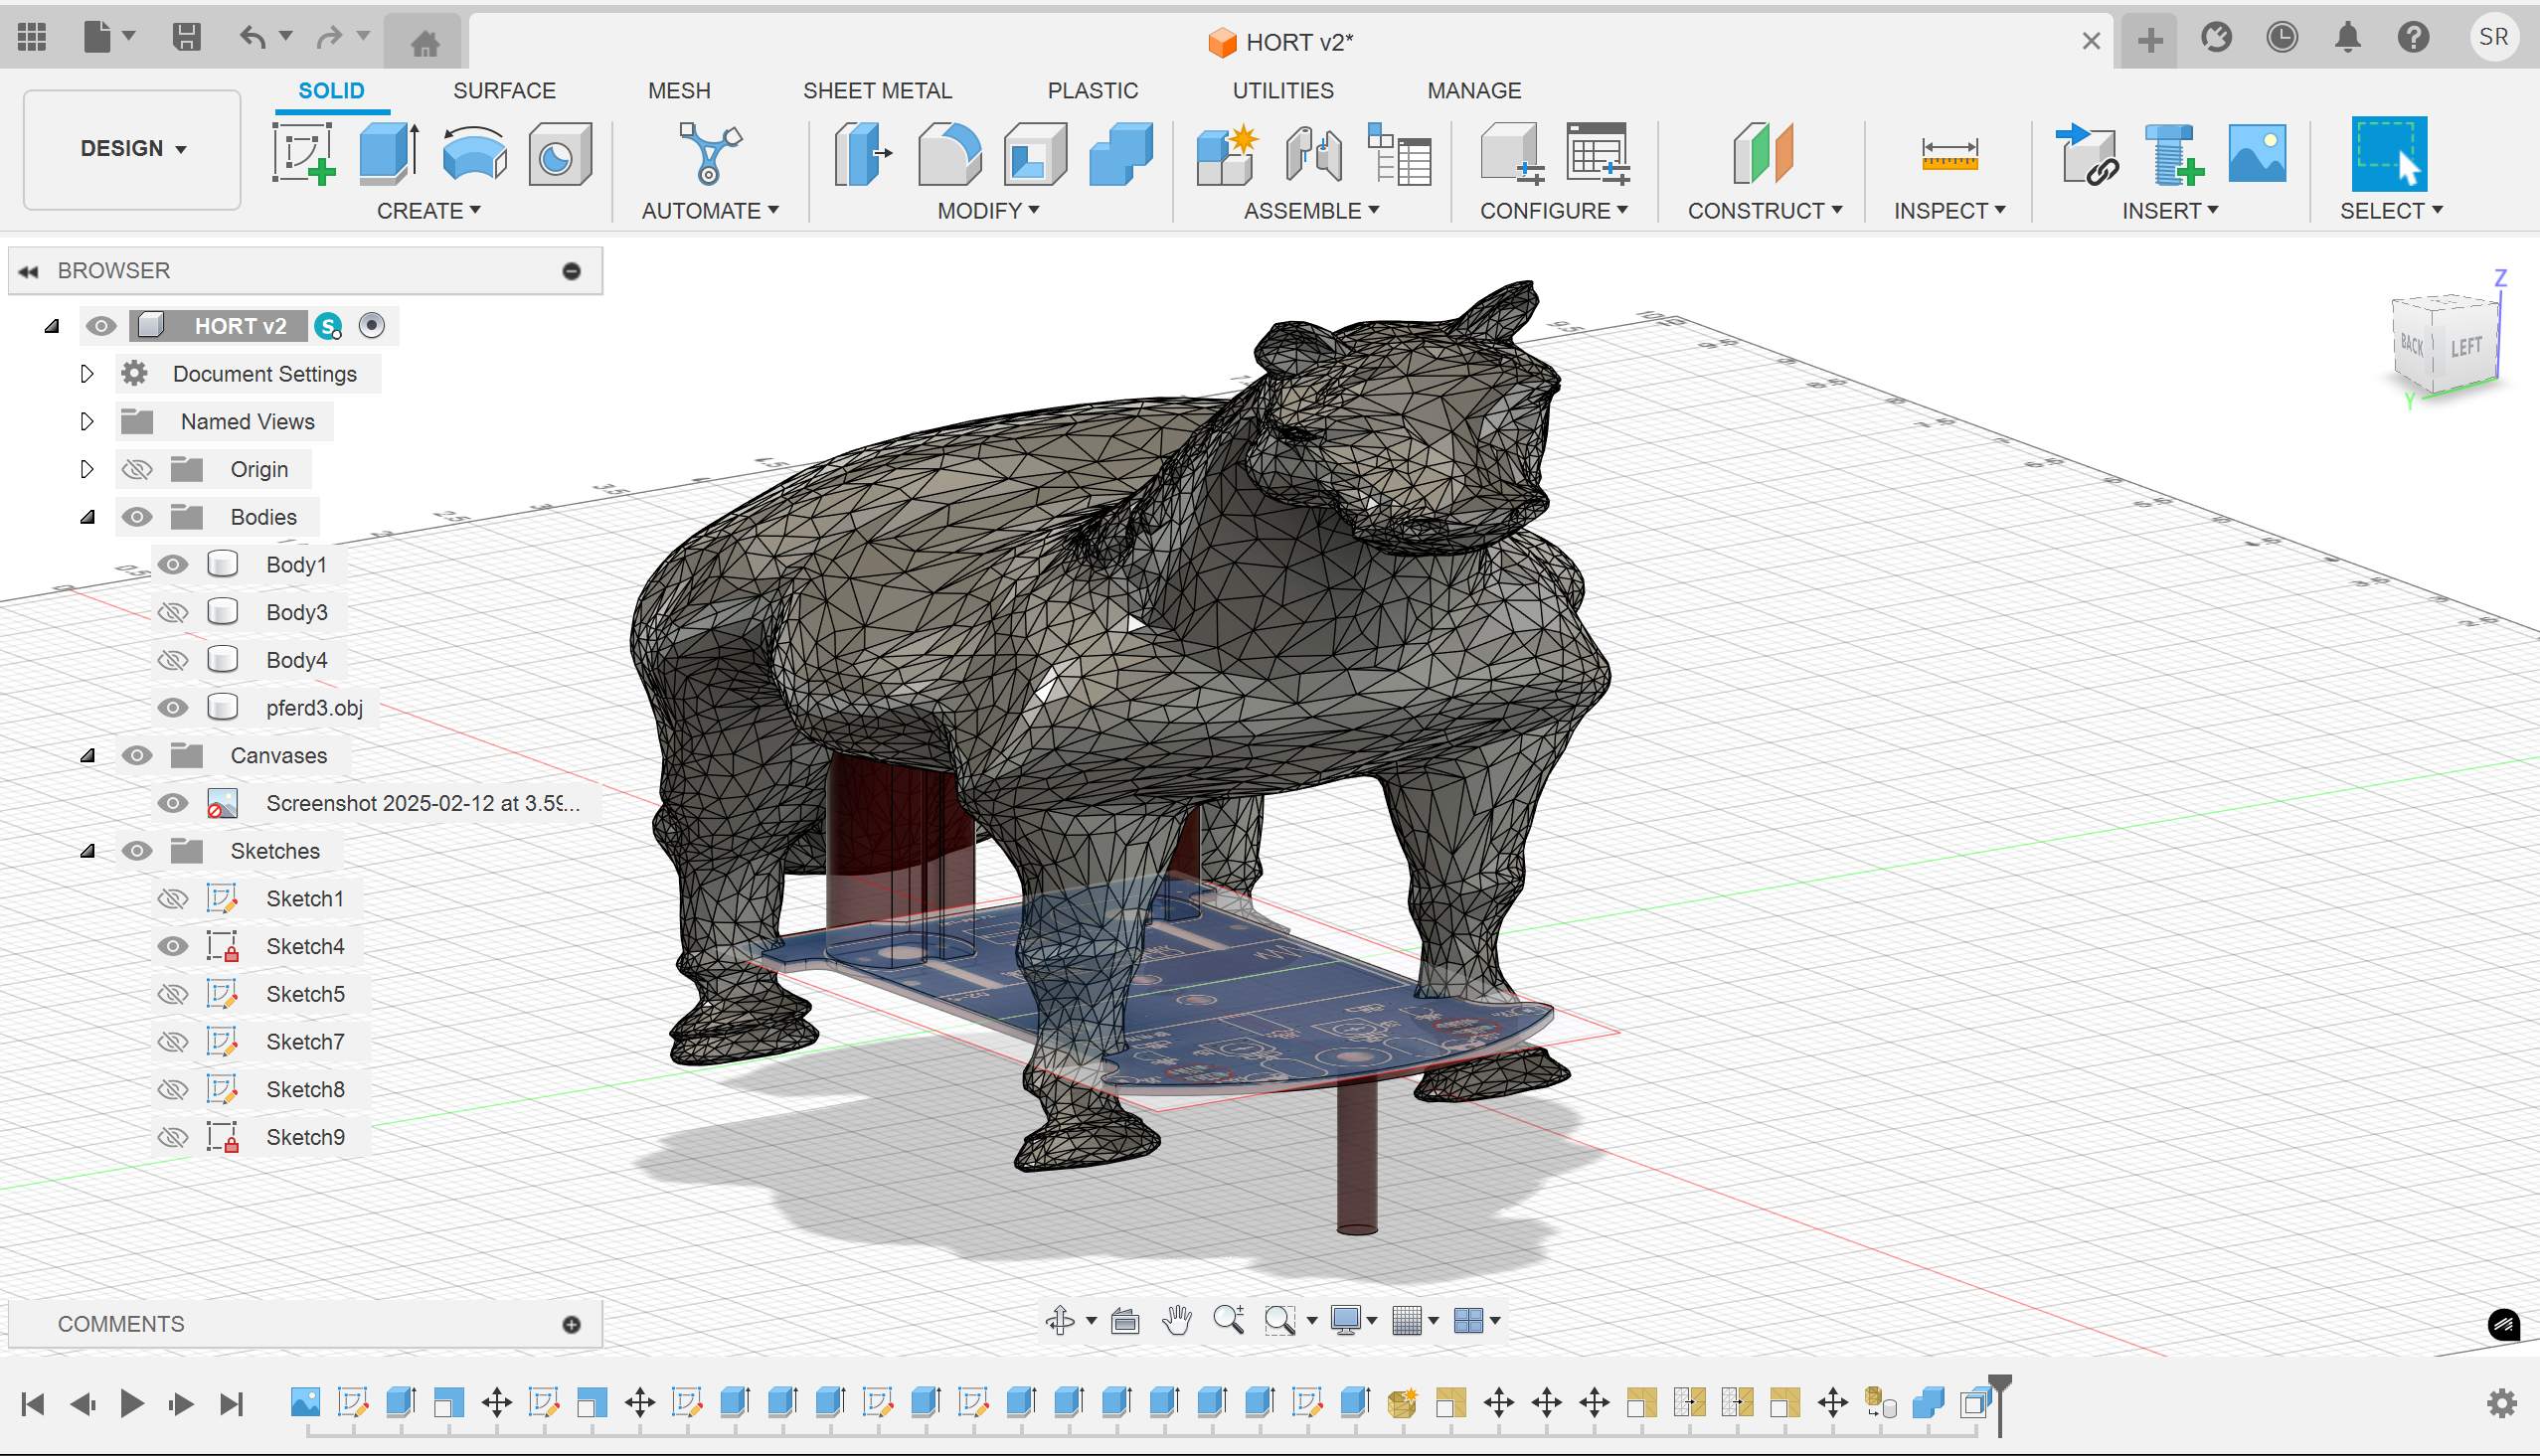 HORT v2*
SR
SOLID
SURFACE
MESH
SHEET METAL
PLASTIC
UTILITIES
MANAGE
DESIGN
CREATE
AUTOMATE
MODIFY
ASSEMBLE
CONFIGURE
CONSTRUCT
INSPECT
INSERT
SELECT
BROWSER
HORT v2
S
Document Settings
Named Views
Origin
Bodies
Body1
Body3
Body4
pferd3.obj
Canvases
Screenshot 2025-02-12 at 3.59...
Sketches
Sketch1
Sketch4
Sketch5
Sketch7
Sketch8
Sketch9
Z
BACK
LEFT
Y
COMMENTS